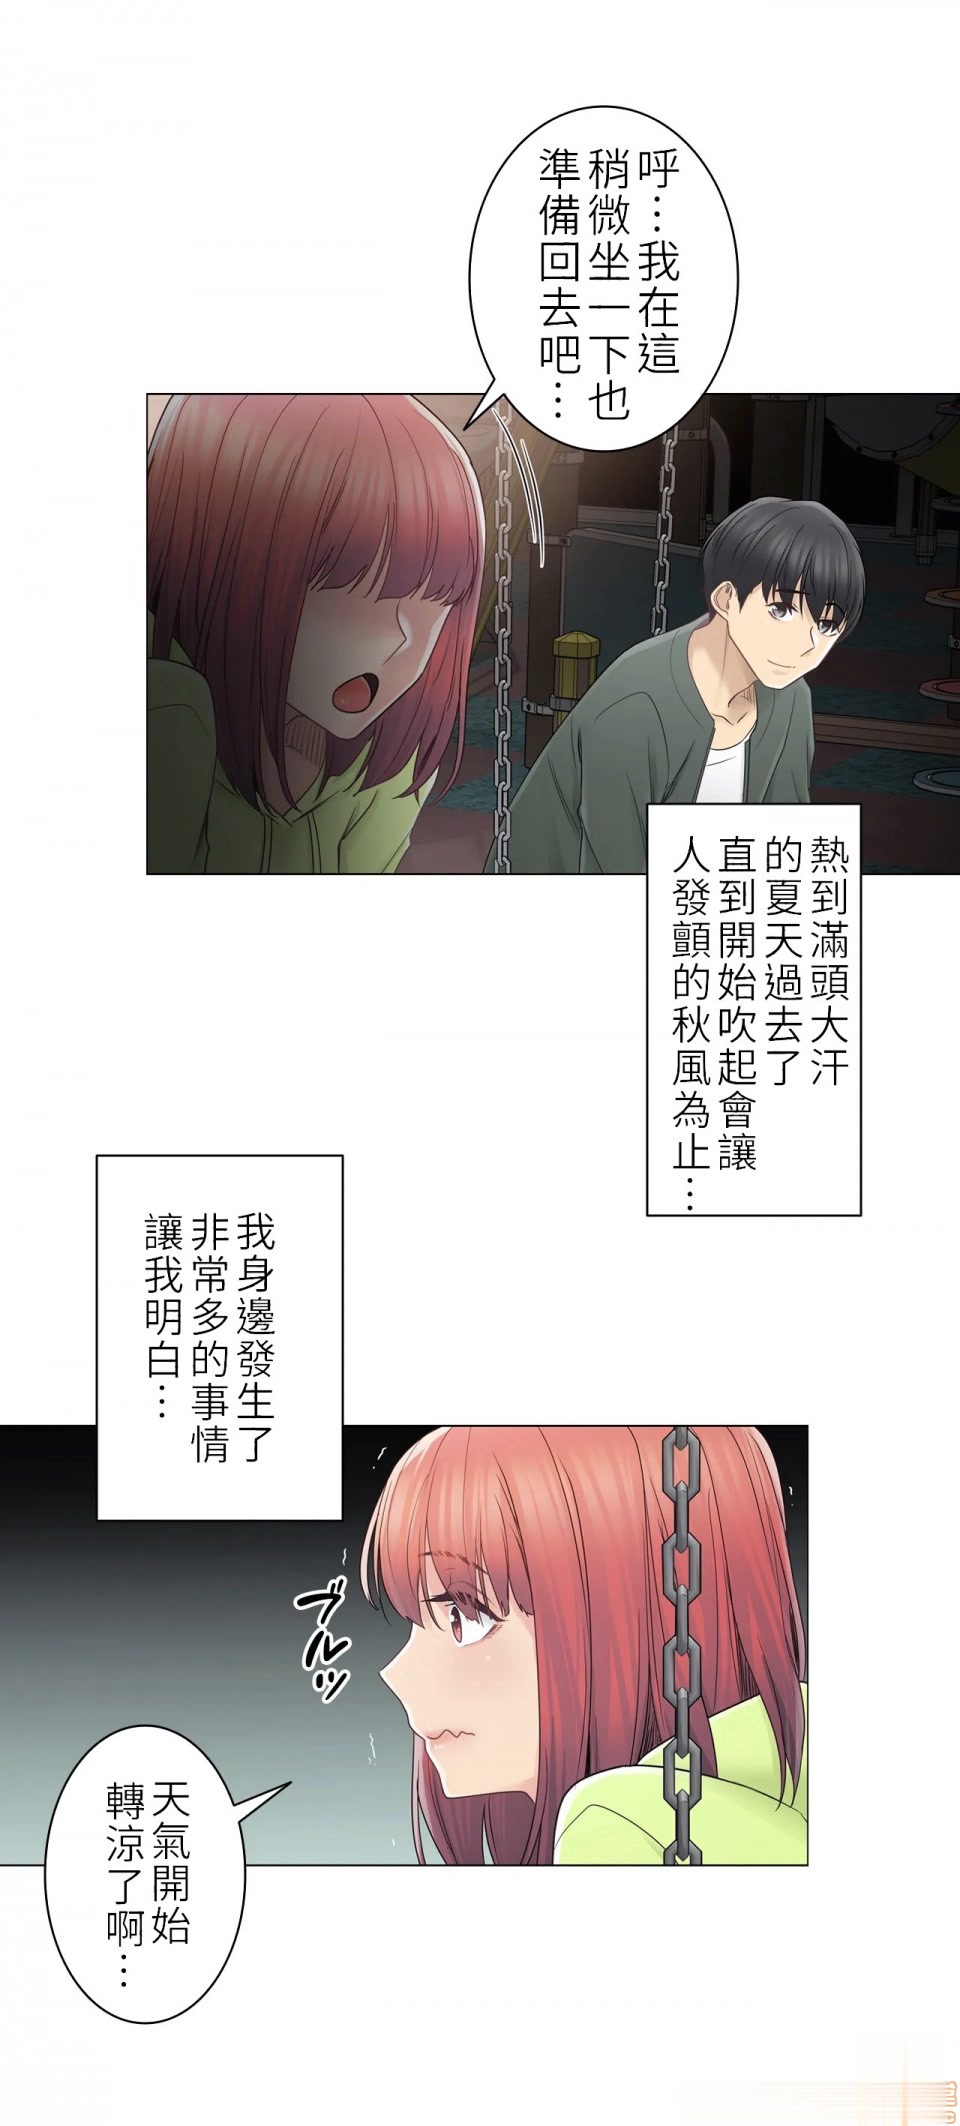 呼…我在這
稍微坐一下也
準備回去吧…
熱到滿頭大汗
的夏天過去了
直到開始吹起會讓
人發顫的秋風為止…
我身邊發生了
非常多的事情
讓我明白…
ブルッ
天氣開始
轉涼了啊…